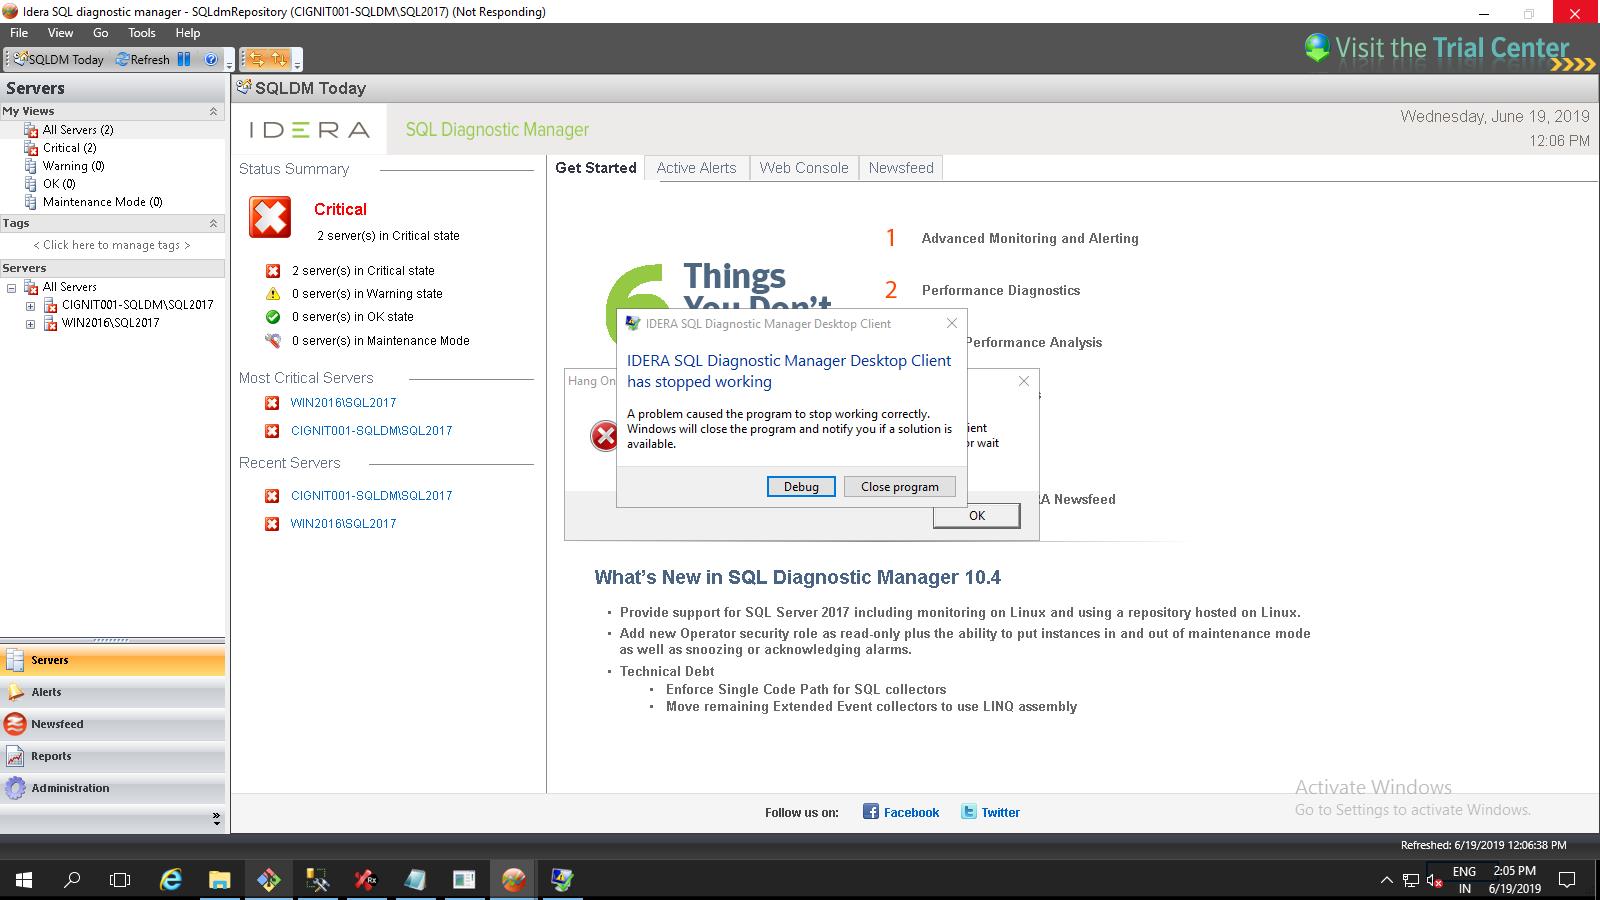 Idera SQL diagnostic manager - SQLdmRepository (CIGNIT001-SQLDM\SQL2017) (Not Responding)
File View Go Tools Help
Visit the Trial Center
SQLDM Today Refresh
Servers
SQLDM Today
My Views
All Servers (2)
Critical (2)
Warning (0)
OK (0)
Maintenance Mode (0)
Tags
< Click here to manage tags >
Servers
All Servers
CIGNIT001-SQLDM\SQL2017
WIN2016\SQL2017
IDERA
SQL Diagnostic Manager
Wednesday, June 19, 2019
12:06 PM
Status Summary
Critical
2 server(s) in Critical state
2 server(s) in Critical state
0 server(s) in Warning state
0 server(s) in OK state
0 server(s) in Maintenance Mode
Most Critical Servers
WIN2016\SQL2017
CIGNIT001-SQLDM\SQL2017
Recent Servers
CIGNIT001-SQLDM\SQL2017
WIN2016\SQL2017
Get Started Active Alerts Web Console Newsfeed
6 Things
You Don't
1 Advanced Monitoring and Alerting
2 Performance Diagnostics
Performance Analysis
A Newsfeed
Hang On
ient
or wait
OK
IDERA SQL Diagnostic Manager Desktop Client
IDERA SQL Diagnostic Manager Desktop Client
has stopped working
A problem caused the program to stop working correctly.
Windows will close the program and notify you if a solution is
available.
Debug Close program
What's New in SQL Diagnostic Manager 10.4
• Provide support for SQL Server 2017 including monitoring on Linux and using a repository hosted on Linux.
• Add new Operator security role as read-only plus the ability to put instances in and out of maintenance mode
as well as snoozing or acknowledging alarms.
• Technical Debt
• Enforce Single Code Path for SQL collectors
• Move remaining Extended Event collectors to use LINQ assembly
Servers
Alerts
Newsfeed
Reports
Administration
Activate Windows
Go to Settings to activate Windows.
Follow us on: Facebook Twitter
Refreshed: 6/19/2019 12:06:38 PM
ENG
IN
2:05 PM
6/19/2019